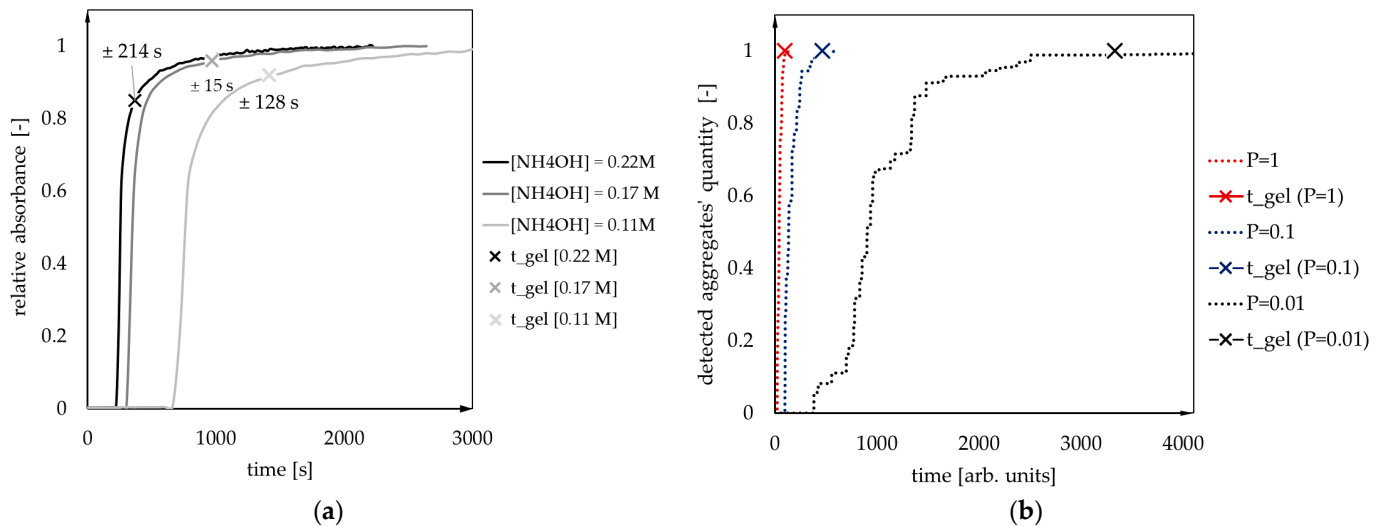 relative absorbance [-]
1
0.8
0.6
0.4
0.2
0
± 214 s
± 15 s
± 128 s
[NH4OH] = 0.22M
[NH4OH] = 0.17 M
[NH4OH] = 0.11M
t_gel [0.22 M]
t_gel [0.17 M]
t_gel [0.11 M]
0 1000 2000 3000
time [s]
(a)
detected aggregates' quantity [-]
1
0.8
0.6
0.4
0.2
0
P=1
t_gel (P=1)
P=0.1
t_gel (P=0.1)
P=0.01
t_gel (P=0.01)
0 1000 2000 3000 4000
time [arb. units]
(b)